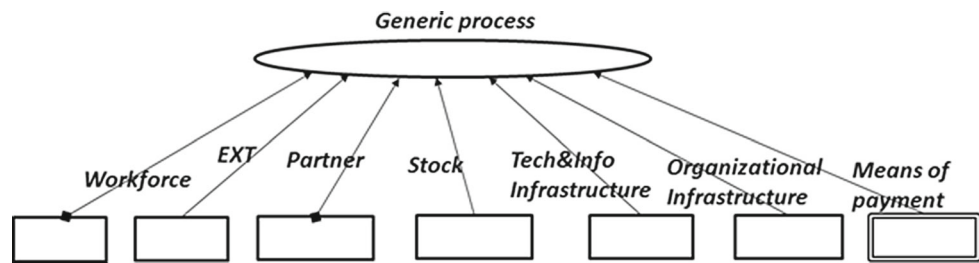 Generic process
Workforce
EXT
Partner
Stock
Tech&Info
Infrastructure
Organizational
Infrastructure
Means of
payment